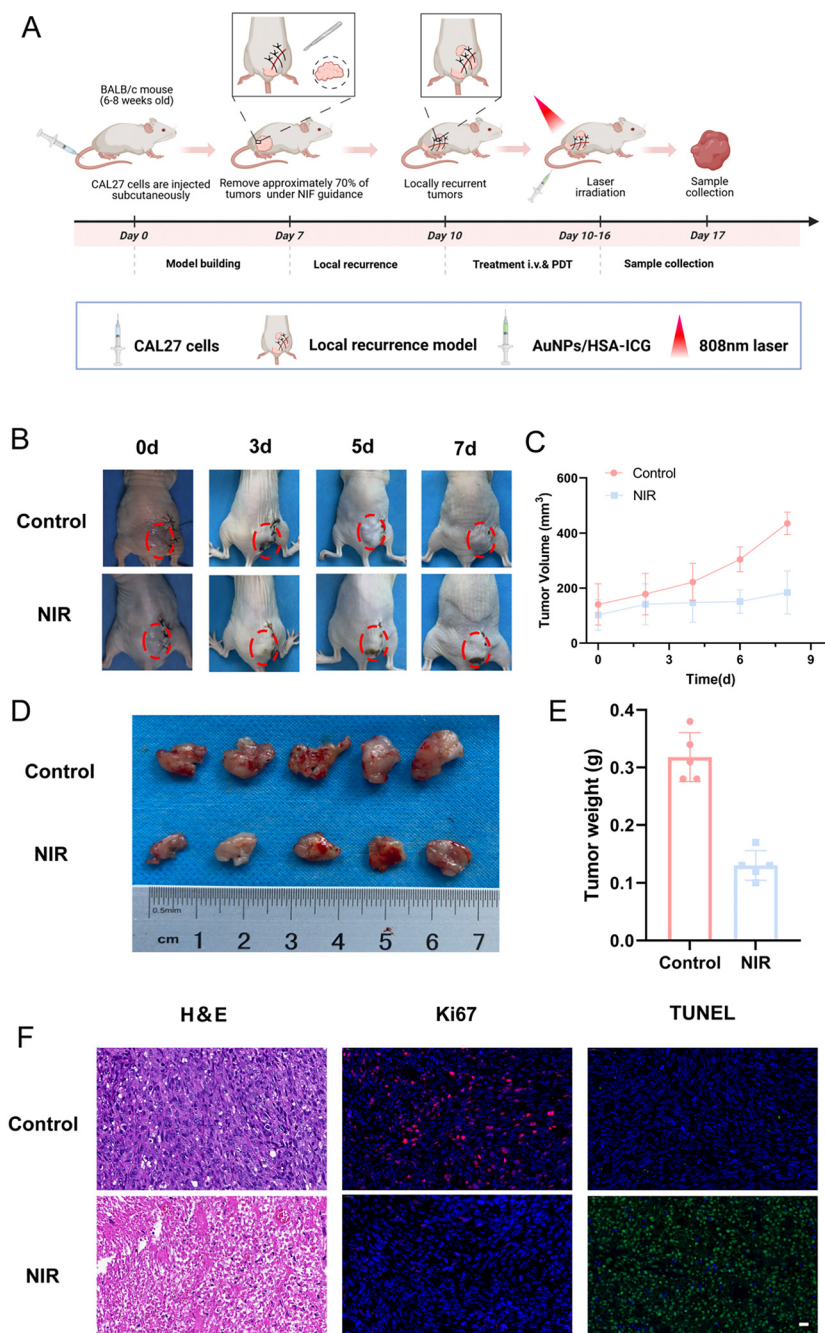 A
BALB/c mouse
(6-8 weeks old)
CAL27 cells are injected
subcutaneously
Remove approximately 70% of
tumors under NIF guidance
Locally recurrent
tumors
Laser
irradiation
Sample
collection
Day 0
Day 7
Day 10
Day 10-16
Day 17
Model building
Local recurrence
Treatment i.v.& PDT
Sample collection
CAL27 cells
Local recurrence model
AuNPs/HSA-ICG
808nm laser
B
0d
3d
5d
7d
Control
NIR
C
Control
NIR
Tumor Volume (mm³)
600
400
200
0
0
3
6
9
Time(d)
D
Control
NIR
0.5mm
cm 1 2 3 4 5 6 7
E
Tumor weight (g)
0.4
0.3
0.2
0.1
0.0
Control
NIR
F
H&E
Ki67
TUNEL
Control
NIR